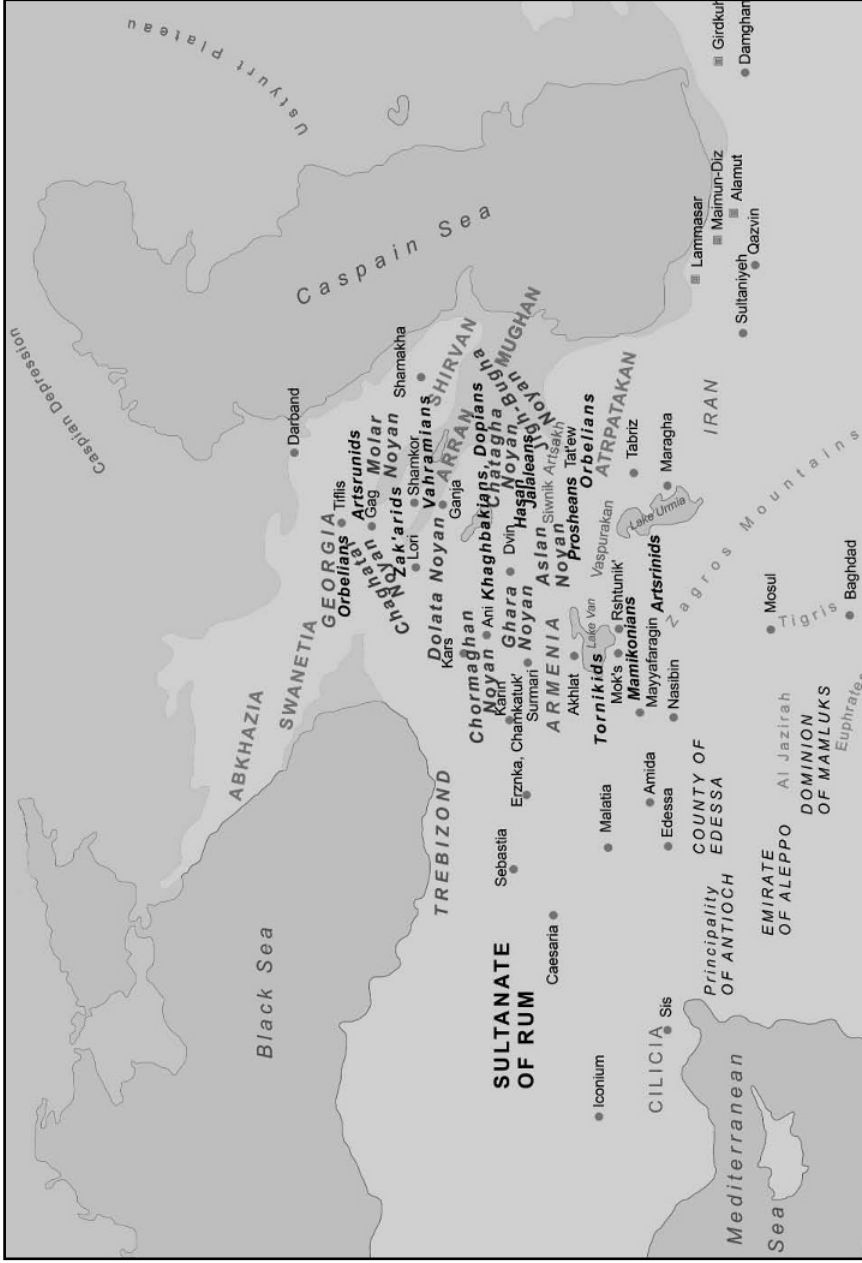 Ustyurt Plateau
Caspian Depression
Caspain Sea
Black Sea
Darband
ABKHAZIA
SWANETIA
GEORGIA
Tiflis
Orbelians
Artsrunids
Gag
Molar
Noyan
Chaghatai
Noyan
Zak'arids
Lori
Shamkor
Vahramians
Shamakha
SHIRVAN
ARRAN
MUGHAN
Ganja
Dolata Noyan
Kars
TREBIZOND
Chormaghan
Noyan
Ani
Khaghbakians, Dopians
Chatagha
Noyan
Jigh-Bugha
Noyan
Ghara
Noyan
Dvin
Hasan
Jalaleans
Karin
Erznka, Chamkatuk'
Surmari
Aslan
Noyan
Siwnik
Artsakh
Prosheans
Tat'ew
Orbelians
ARMENIA
Akhlat
Lake Van
Vaspurakan
ATRPATAKAN
Tornikids
Mok's
Rshtunik'
Mamikonians
Artsrinids
Mayyafaragin
Nasibin
Tabriz
Maragha
Lake Urmia
IRAN
Zagros Mountains
Sebastia
Caesaria
SULTANATE
OF RUM
Malatia
Amida
Edessa
Iconium
CILICIA
Sis
COUNTY OF
EDESSA
Principality
OF ANTIOCH
EMIRATE
OF ALEPPO
Al Jazirah
DOMINION
OF MAMLUKS
Euphrates
Mosul
Tigris
Baghdad
Mediterranean
Sea
Lammasar
Maimun-Diz
Alamut
Sultaniyeh
Qazvin
Girdkuh
Damghan